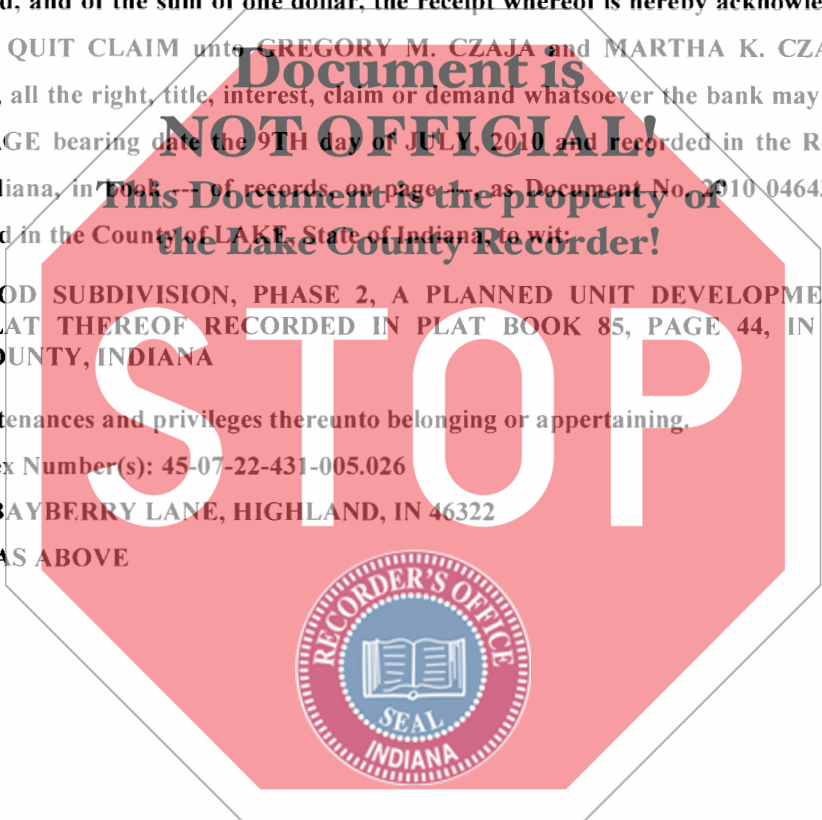 d, and of the sum of one dollar, the receipt whereof is hereby acknowle
QUIT CLAIM unto GREGORY M. CZAJA and MARTHA K. CZA
Document is
, all the right, title, interest, claim or demand whatsoever the bank may
GE bearing date the 9TH day of JULY, 2010 and recorded in the R
NOT OFFICIAL!
liana, in book --- of records, on page ---, as Document No. 2010 0464
This Document is the property of
d in the County of LAKE, State of Indiana, to wit:
the Lake County Recorder!
OD SUBDIVISION, PHASE 2, A PLANNED UNIT DEVELOPME
LAT THEREOF RECORDED IN PLAT BOOK 85, PAGE 44, IN
OUNTY, INDIANA
STOP
tenances and privileges thereunto belonging or appertaining.
x Number(s): 45-07-22-431-005.026
BAYBERRY LANE, HIGHLAND, IN 46322
AS ABOVE
RECORDER'S OFFICE
SEAL
INDIANA